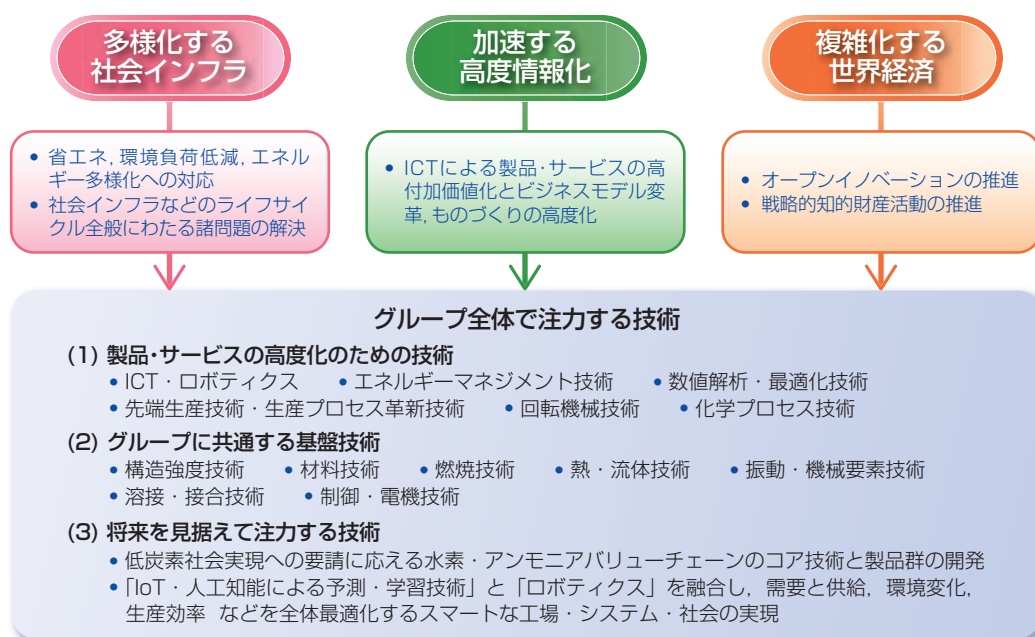 多様化する
社会インフラ
加速する
高度情報化
複雑化する
世界経済
• 省エネ, 環境負荷低減, エネル
ギー多様化への対応
• 社会インフラなどのライフサイ
クル全般にわたる諸問題の解決
• ICTによる製品・サービスの高
付加価値化とビジネスモデル変
革, ものづくりの高度化
• オープンイノベーションの推進
• 戦略的知的財産活動の推進
グループ全体で注力する技術
(1) 製品・サービスの高度化のための技術
• ICT・ロボティクス • エネルギーマネジメント技術 • 数値解析・最適化技術
• 先端生産技術・生産プロセス革新技術 • 回転機械技術 • 化学プロセス技術
(2) グループに共通する基盤技術
• 構造強度技術 • 材料技術 • 燃焼技術 • 熱・流体技術 • 振動・機械要素技術
• 溶接・接合技術 • 制御・電機技術
(3) 将来を見据えて注力する技術
• 低炭素社会実現への要請に応える水素・アンモニアバリューチェーンのコア技術と製品群の開発
• 「IoT・人工知能による予測・学習技術」と「ロボティクス」を融合し, 需要と供給, 環境変化,
生産効率 などを全体最適化するスマートな工場・システム・社会の実現